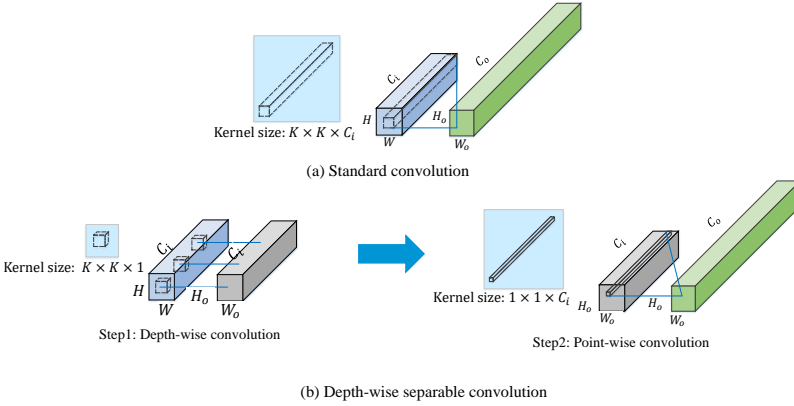 C_i
C_o
H
H_o
Kernel size: K × K × C_i
W
W_o
(a) Standard convolution
C_i
C_i
Kernel size: K × K × 1
H
H_o
W
W_o
Step1: Depth-wise convolution
C_i
C_o
Kernel size: 1 × 1 × C_i
H_o
H_o
W_o
W_o
Step2: Point-wise convolution
(b) Depth-wise separable convolution